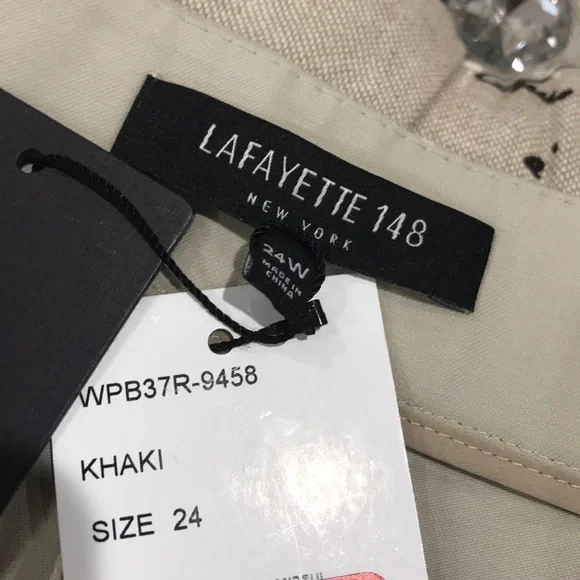 LAFAYETTE 148
NEW YORK
24W
MADE IN
CHINA
WPB37R-9458
KHAKI
SIZE 24